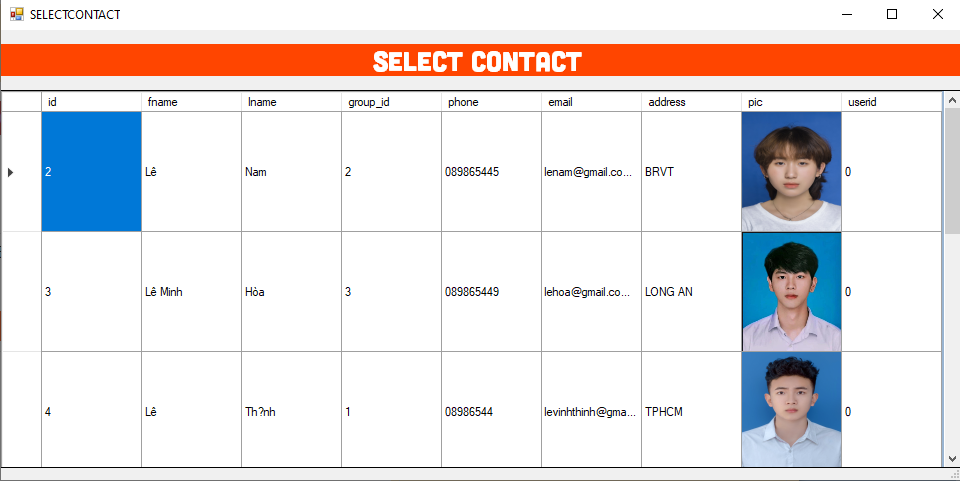 SELECTCONTACT
SELECT CONTACT
id fname lname group_id phone email address pic userid
2 Lê Nam 2 089865445 lenam@gmail.co... BRVT 0
3 Lê Minh Hòa 3 089865449 lehoa@gmail.co... LONG AN 0
4 Lê Th?nh 1 08986544 levinhthinh@gma... TPHCM 0